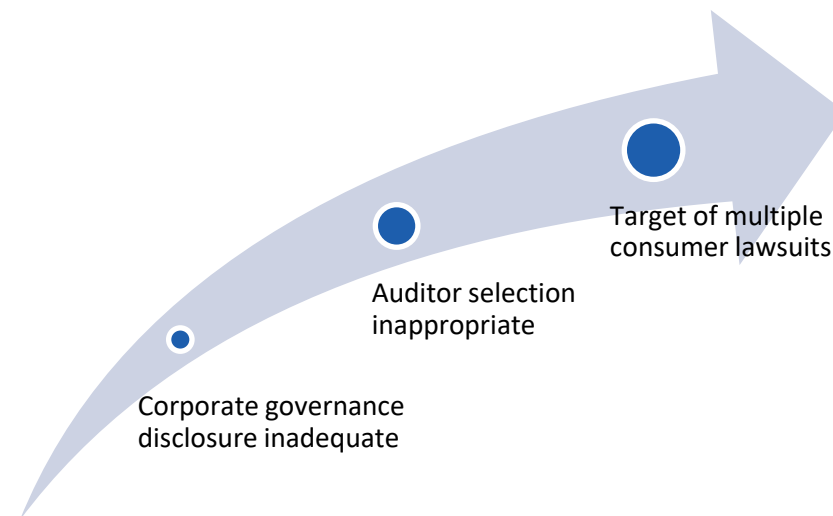 Target of multiple
consumer lawsuits
Auditor selection
inappropriate
Corporate governance
disclosure inadequate